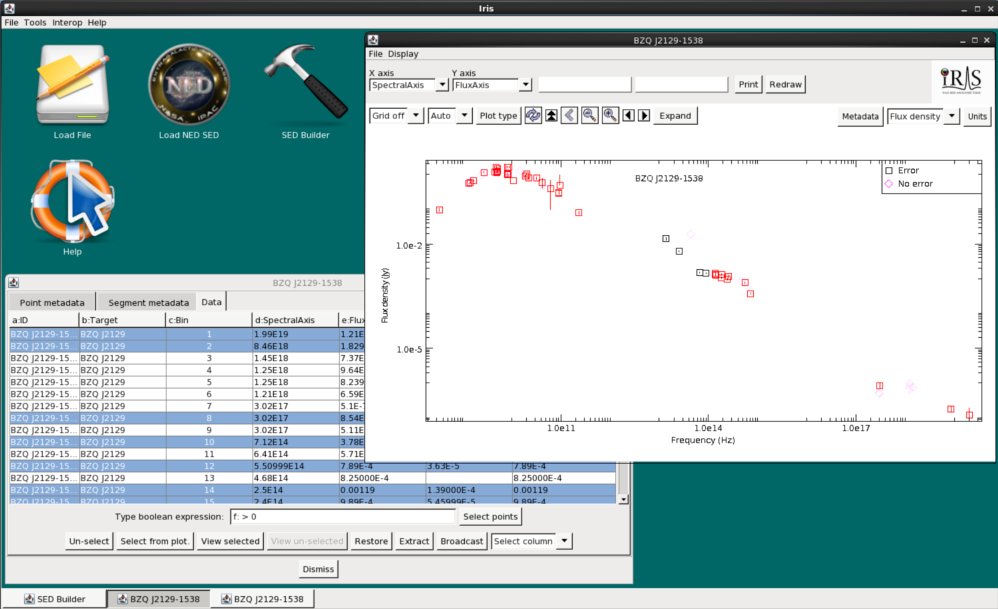 Iris
File Tools Interop Help
Load File
NED
NASA, IPAC
Load NED SED
SED Builder
Help
BZQ J2129-1538
File Display
X axis Y axis
SpectralAxis FluxAxis Print Redraw
IRIS
Grid off Auto Plot type Expand Metadata Flux density Units
BZQ J2129-1538
Error
No error
1.0e-2
1.0e-5
Flux density (Jy)
1.0e11 1.0e14 1.0e17
Frequency (Hz)
BZQ J2129-1538
Point metadata Segment metadata Data
a:ID b:Target c:Bin d:SpectralAxis e:Flux
BZQ J2129-15... BZQ J2129 1 1.99E19 1.21E
BZQ J2129-15... BZQ J2129 2 8.46E18 1.829
BZQ J2129-15... BZQ J2129 3 1.45E18 7.37E
BZQ J2129-15... BZQ J2129 4 1.25E18 9.64E
BZQ J2129-15... BZQ J2129 5 1.25E18 8.239
BZQ J2129-15... BZQ J2129 6 1.21E18 6.59E
BZQ J2129-15... BZQ J2129 7 3.02E17 5.1E-
BZQ J2129-15... BZQ J2129 8 3.02E17 8.54E
BZQ J2129-15... BZQ J2129 9 3.02E17 5.11E
BZQ J2129-15... BZQ J2129 10 7.12E14 3.78E
BZQ J2129-15... BZQ J2129 11 6.41E14 5.71E
BZQ J2129-15... BZQ J2129 12 5.50999E14 7.89E-4 3.63E-5 7.89E-4
BZQ J2129-15... BZQ J2129 13 4.68E14 8.25000E-4 8.25000E-4
BZQ J2129-15... BZQ J2129 14 2.5E14 0.00119 1.39000E-4 0.00119
BZQ J2129-15... BZQ J2129 15 2.4E14 9.89E-4 5.45999E-5 9.89E-4
Type boolean expression: f: > 0 Select points
Un-select Select from plot. View selected View un-selected Restore Extract Broadcast Select column
Dismiss
SED Builder BZQ J2129-1538 BZQ J2129-1538